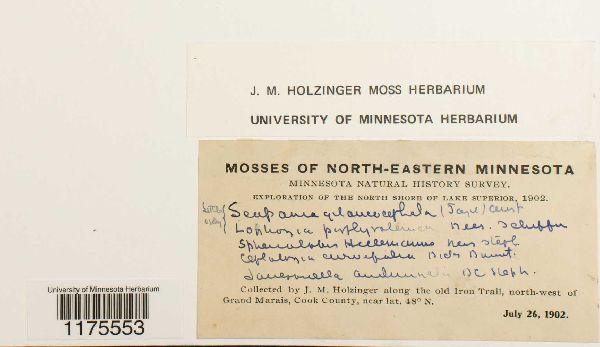 J. M. HOLZINGER MOSS HERBARIUM
UNIVERSITY OF MINNESOTA HERBARIUM
MOSSES OF NORTH-EASTERN MINNESOTA
MINNESOTA NATURAL HISTORY SURVEY.
EXPLORATION OF THE NORTH SHORE OF LAKE SUPERIOR, 1902.
Scapania glaucocephala (Tayl) Aust
Lophozia Nees. Schiffn
Sphenolobus Hellerianus Nees Steph
Cephalozia curvifolia Dicks Dumort.
DC Steph.
Collected by J. M. Holzinger along the old Iron Trail, north-west of
Grand Marais, Cook County, near lat. 48° N.
July 26, 1902.
University of Minnesota Herbarium
1175553